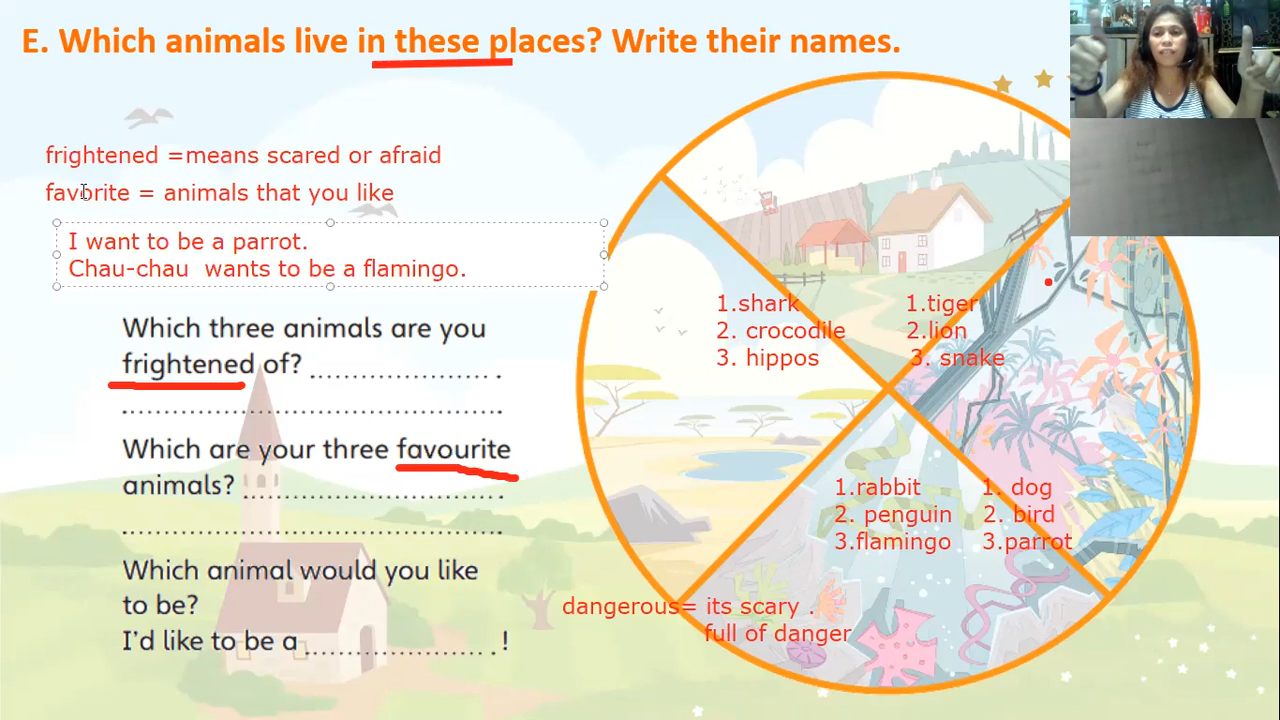 E. Which animals live in these places? Write their names.
frightened =means scared or afraid
favorite = animals that you like
I want to be a parrot.
Chau-chau wants to be a flamingo.
Which three animals are you
frightened of? ........................ .
.............................................
Which are your three favourite
animals? ................................ .
.............................................
Which animal would you like
to be?
I'd like to be a ...................... . !
1.shark
2. crocodile
3. hippos
1.tiger
2.lion
3. snake
1.rabbit
2. penguin
3.flamingo
1. dog
2. bird
3.parrot
dangerous= its scary .
full of danger